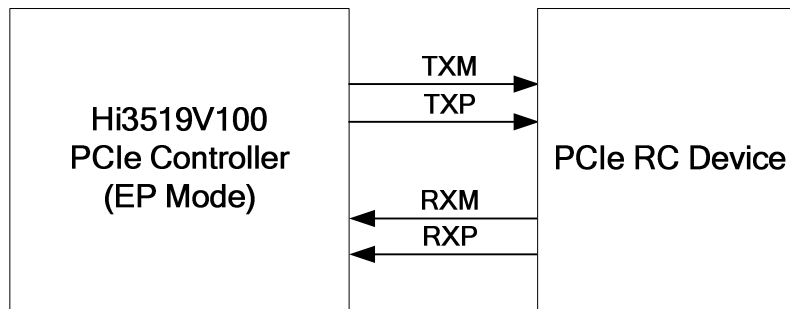 Hi3519V100
PCIe Controller
(EP Mode)
TXM
TXP
RXM
RXP
PCIe RC Device